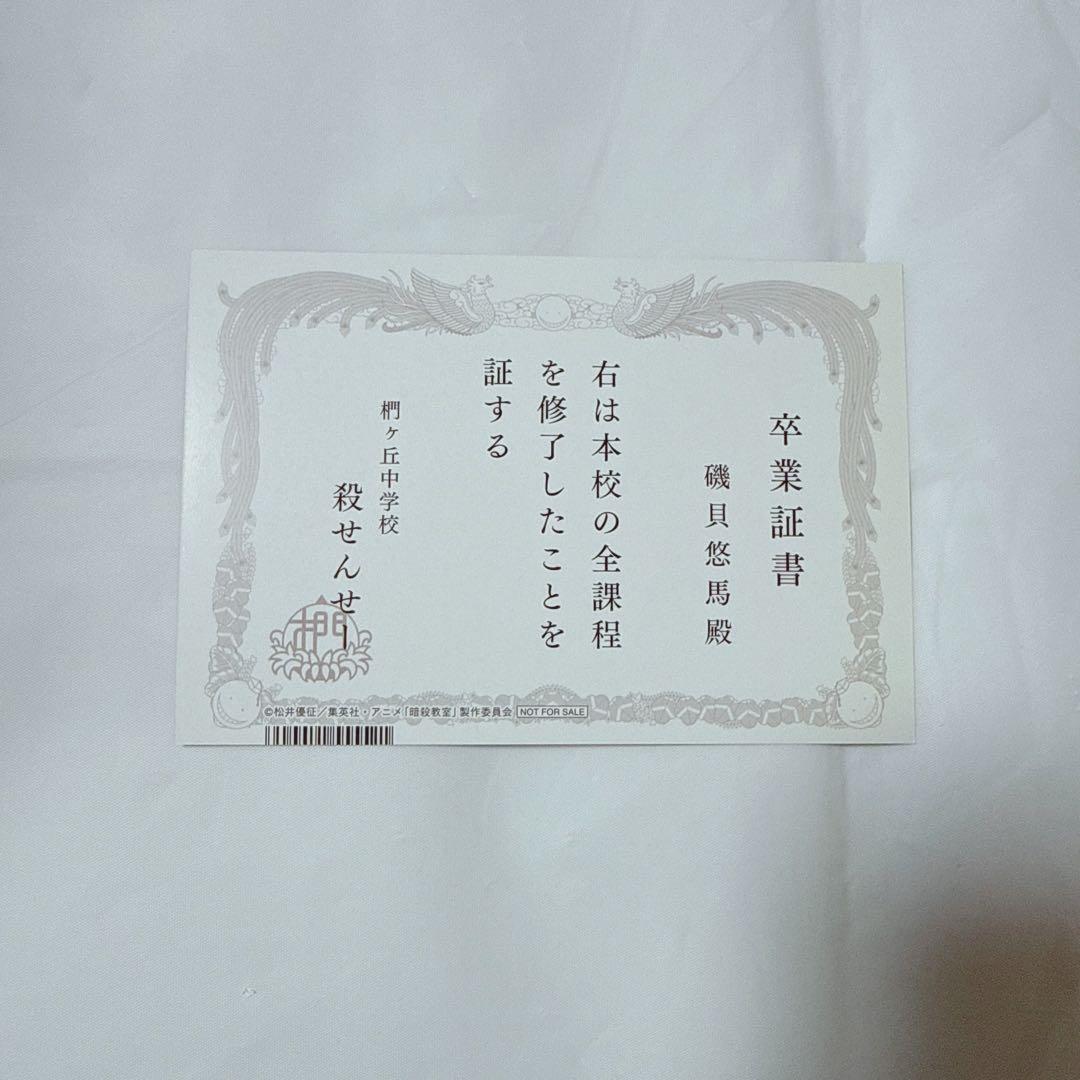 卒業証書
磯貝悠馬殿
右は本校の全課程
を修了したことを
証する
椚ヶ丘中学校
殺せんせー
椚
©松井優征／集英社・アニメ「暗殺教室」製作委員会 NOT FOR SALE